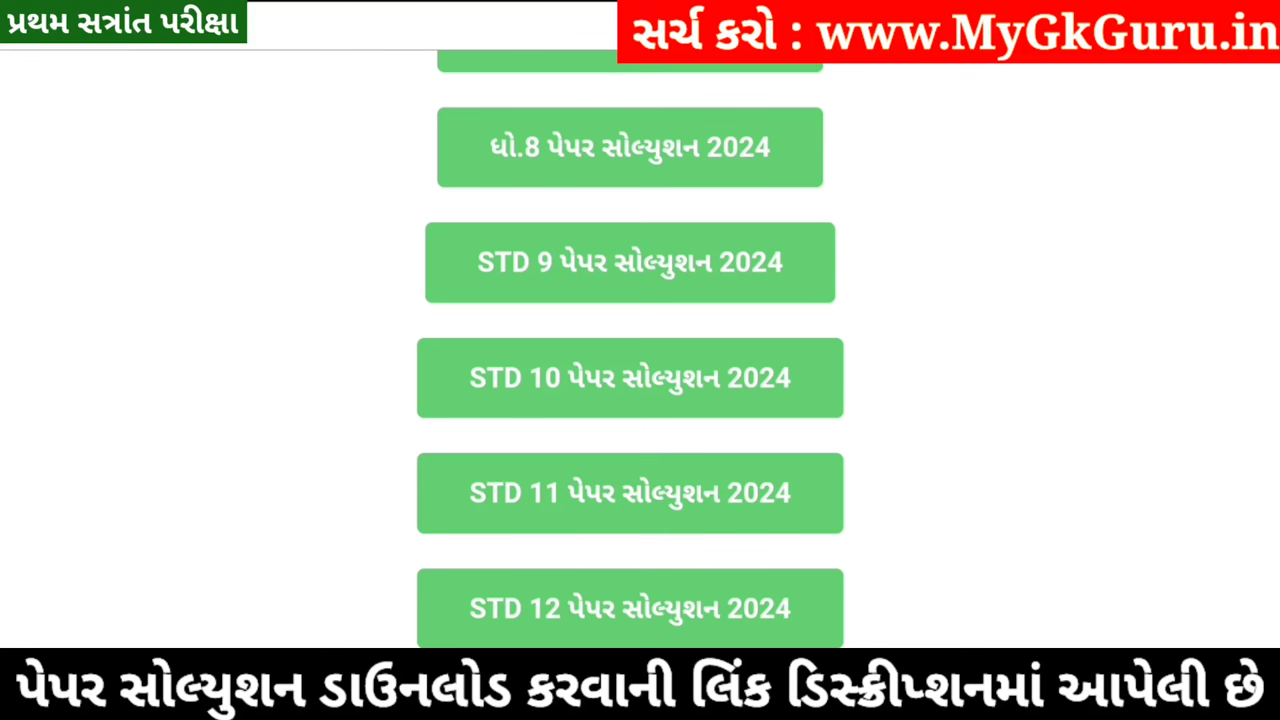 પ્રથમ સત્રાંત પરીક્ષા
સર્ચ કરો : www.MyGkGuru.in
ધો.8 પેપર સોલ્યુશન 2024
STD 9 પેપર સોલ્યુશન 2024
STD 10 પેપર સોલ્યુશન 2024
STD 11 પેપર સોલ્યુશન 2024
STD 12 પેપર સોલ્યુશન 2024
પેપર સોલ્યુશન ડાઉનલોડ કરવાની લિંક ડિસ્ક્રીપ્શનમાં આપેલી છે